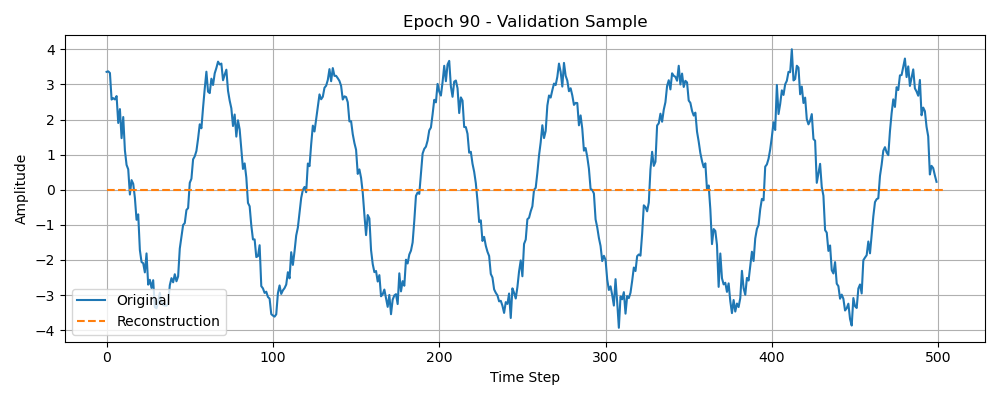 Epoch 90 - Validation Sample
Amplitude
4
3
2
1
0
−1
−2
−3
−4
Original
Reconstruction
0 100 200 300 400 500
Time Step